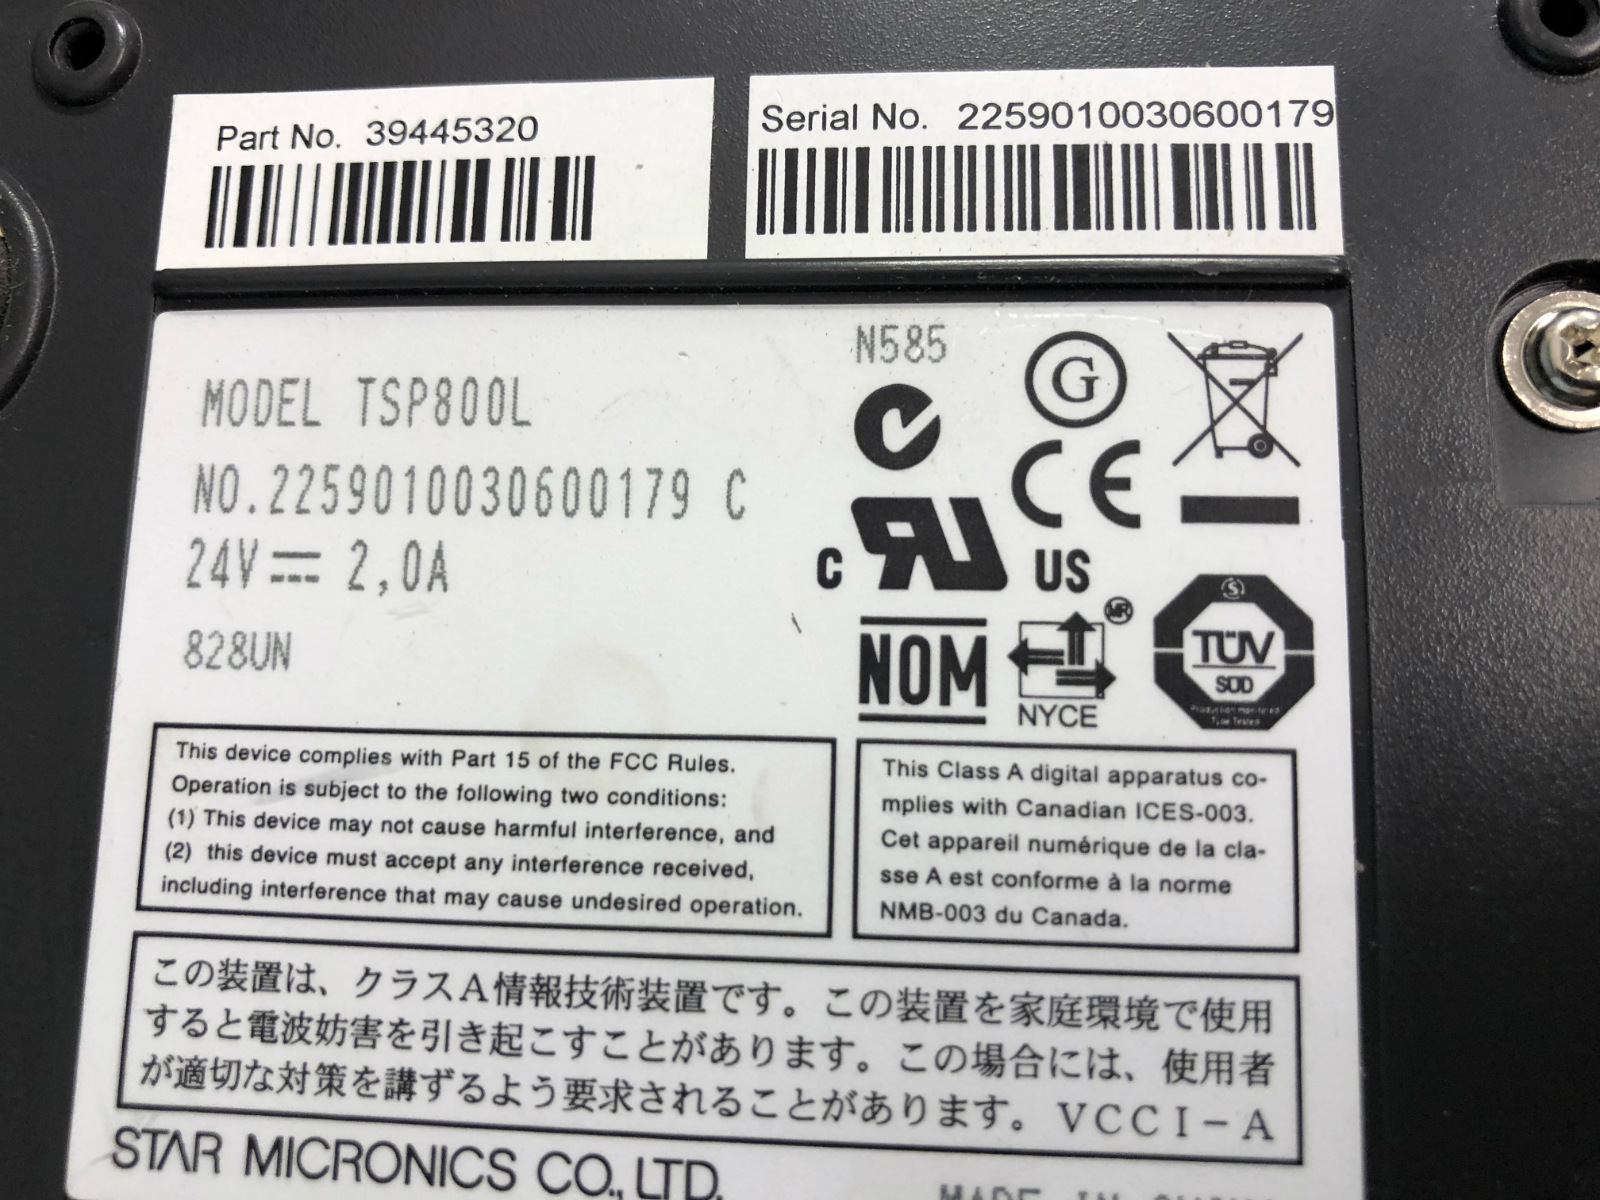 Part No. 39445320
Serial No. 2259010030600179
N585
MODEL TSP800L
NO.2259010030600179 C
24V 2,0A
828UN
G
CE
c
US
NOM
MR
NYCE
S
TÜV
SÜD
Production monitored
Type Tested
This device complies with Part 15 of the FCC Rules.
Operation is subject to the following two conditions:
(1) This device may not cause harmful interference, and
(2) this device must accept any interference received,
including interference that may cause undesired operation.
This Class A digital apparatus co-
mplies with Canadian ICES-003.
Cet appareil numérique de la cla-
sse A est conforme à la norme
NMB-003 du Canada.
この装置は、クラスA情報技術装置です。この装置を家庭環境で使用
すると電波妨害を引き起こすことがあります。この場合には、使用者
が適切な対策を講ずるよう要求されることがあります。VCCI-A
STAR MICRONICS CO., LTD.
MADE IN